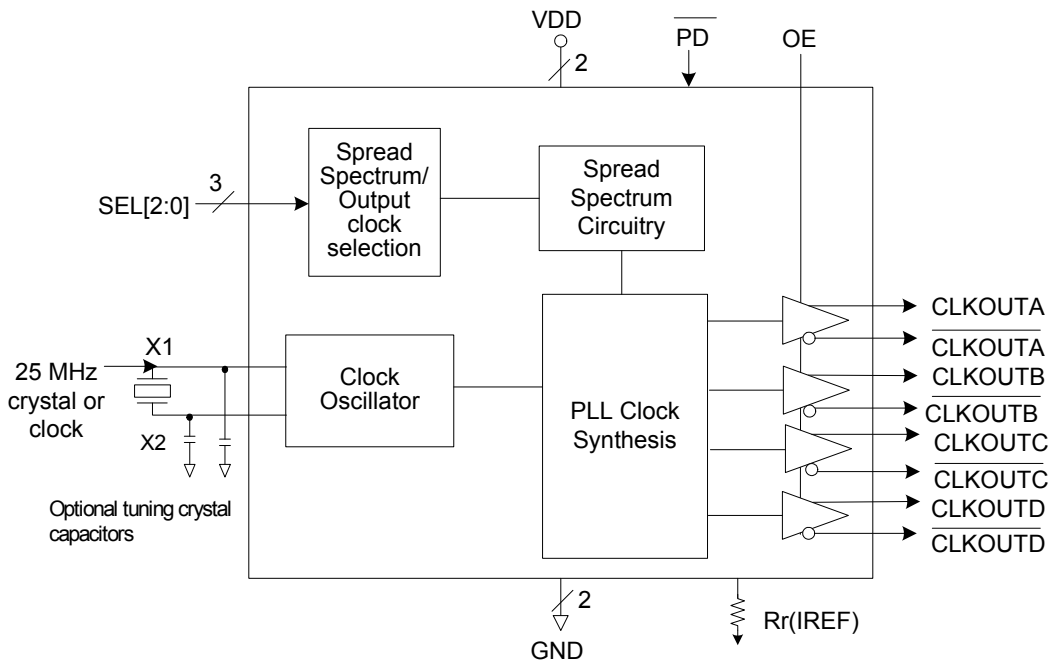 VDD
PD
OE
2
Spread
Spectrum/
Output
clock
selection
Spread
Spectrum
Circuitry
3
SEL[2:0]
CLKOUTA
CLKOUTA
CLKOUTB
CLKOUTB
CLKOUTC
CLKOUTC
CLKOUTD
CLKOUTD
X1
25 MHz
crystal or
clock
X2
Clock
Oscillator
PLL Clock
Synthesis
Optional tuning crystal
capacitors
2
GND
Rr(IREF)